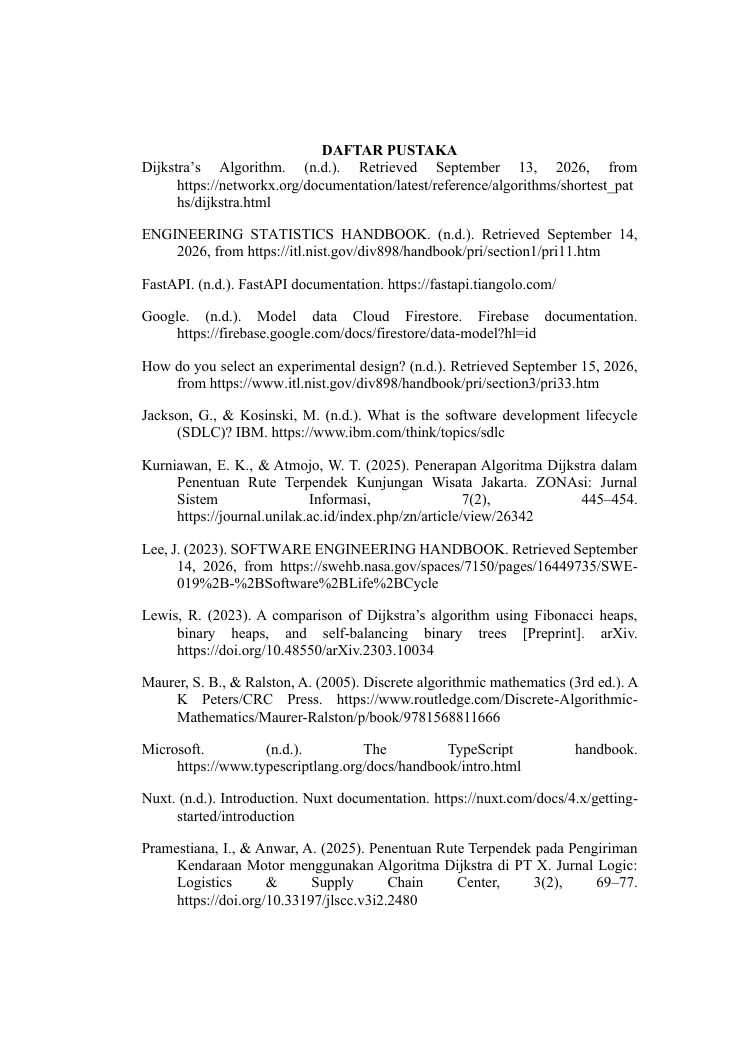 DAFTAR PUSTAKA
Dijkstra’s Algorithm. (n.d.). Retrieved September 13, 2026, from
https://networkx.org/documentation/latest/reference/algorithms/shortest_pat
hs/dijkstra.html
ENGINEERING STATISTICS HANDBOOK. (n.d.). Retrieved September 14,
2026, from https://itl.nist.gov/div898/handbook/pri/section1/pri11.htm
FastAPI. (n.d.). FastAPI documentation. https://fastapi.tiangolo.com/
Google. (n.d.). Model data Cloud Firestore. Firebase documentation.
https://firebase.google.com/docs/firestore/data-model?hl=id
How do you select an experimental design? (n.d.). Retrieved September 15, 2026,
from https://www.itl.nist.gov/div898/handbook/pri/section3/pri33.htm
Jackson, G., & Kosinski, M. (n.d.). What is the software development lifecycle
(SDLC)? IBM. https://www.ibm.com/think/topics/sdlc
Kurniawan, E. K., & Atmojo, W. T. (2025). Penerapan Algoritma Dijkstra dalam
Penentuan Rute Terpendek Kunjungan Wisata Jakarta. ZONAsi: Jurnal
Sistem Informasi, 7(2), 445–454.
https://journal.unilak.ac.id/index.php/zn/article/view/26342
Lee, J. (2023). SOFTWARE ENGINEERING HANDBOOK. Retrieved September
14, 2026, from https://swehb.nasa.gov/spaces/7150/pages/16449735/SWE-
019%2B-%2BSoftware%2BLife%2BCycle
Lewis, R. (2023). A comparison of Dijkstra’s algorithm using Fibonacci heaps,
binary heaps, and self-balancing binary trees [Preprint]. arXiv.
https://doi.org/10.48550/arXiv.2303.10034
Maurer, S. B., & Ralston, A. (2005). Discrete algorithmic mathematics (3rd ed.). A
K Peters/CRC Press. https://www.routledge.com/Discrete-Algorithmic-
Mathematics/Maurer-Ralston/p/book/9781568811666
Microsoft. (n.d.). The TypeScript handbook.
https://www.typescriptlang.org/docs/handbook/intro.html
Nuxt. (n.d.). Introduction. Nuxt documentation. https://nuxt.com/docs/4.x/getting-
started/introduction
Pramestiana, I., & Anwar, A. (2025). Penentuan Rute Terpendek pada Pengiriman
Kendaraan Motor menggunakan Algoritma Dijkstra di PT X. Jurnal Logic:
Logistics & Supply Chain Center, 3(2), 69–77.
https://doi.org/10.33197/jlscc.v3i2.2480